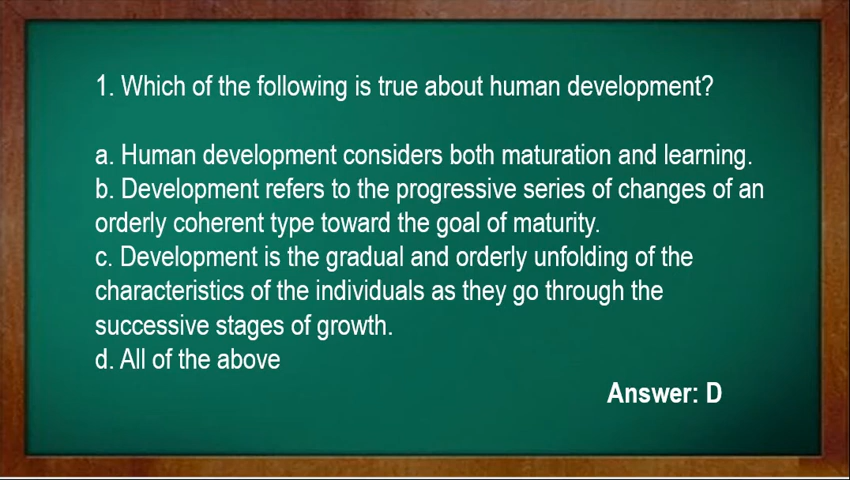 1. Which of the following is true about human development?
a. Human development considers both maturation and learning.
b. Development refers to the progressive series of changes of an
orderly coherent type toward the goal of maturity.
c. Development is the gradual and orderly unfolding of the
characteristics of the individuals as they go through the
successive stages of growth.
d. All of the above
Answer: D